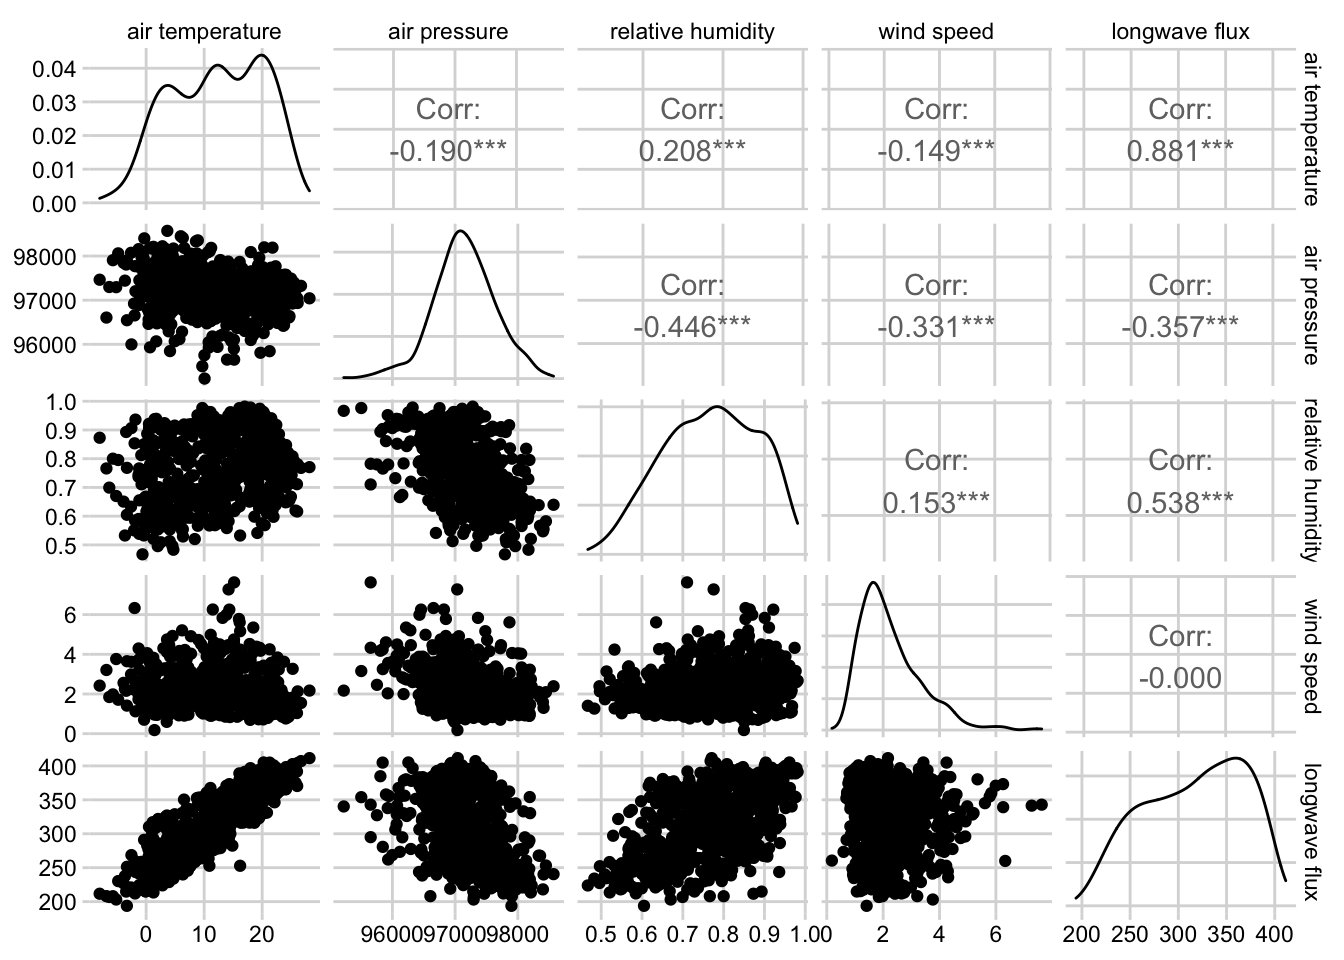 air temperature air pressure relative humidity wind speed longwave flux
0.04
0.03
0.02
0.01
0.00
Corr:
-0.190***
Corr:
0.208***
Corr:
-0.149***
Corr:
0.881***
air temperature
98000
97000
96000
Corr:
-0.446***
Corr:
-0.331***
Corr:
-0.357***
air pressure
1.0
0.9
0.8
0.7
0.6
0.5
Corr:
0.153***
Corr:
0.538***
relative humidity
6
4
2
0
Corr:
-0.000
wind speed
400
350
300
250
200
longwave flux
0 10 20 96000 97000 98000 0.5 0.6 0.7 0.8 0.9 1.0 0 2 4 6 200 250 300 350 400